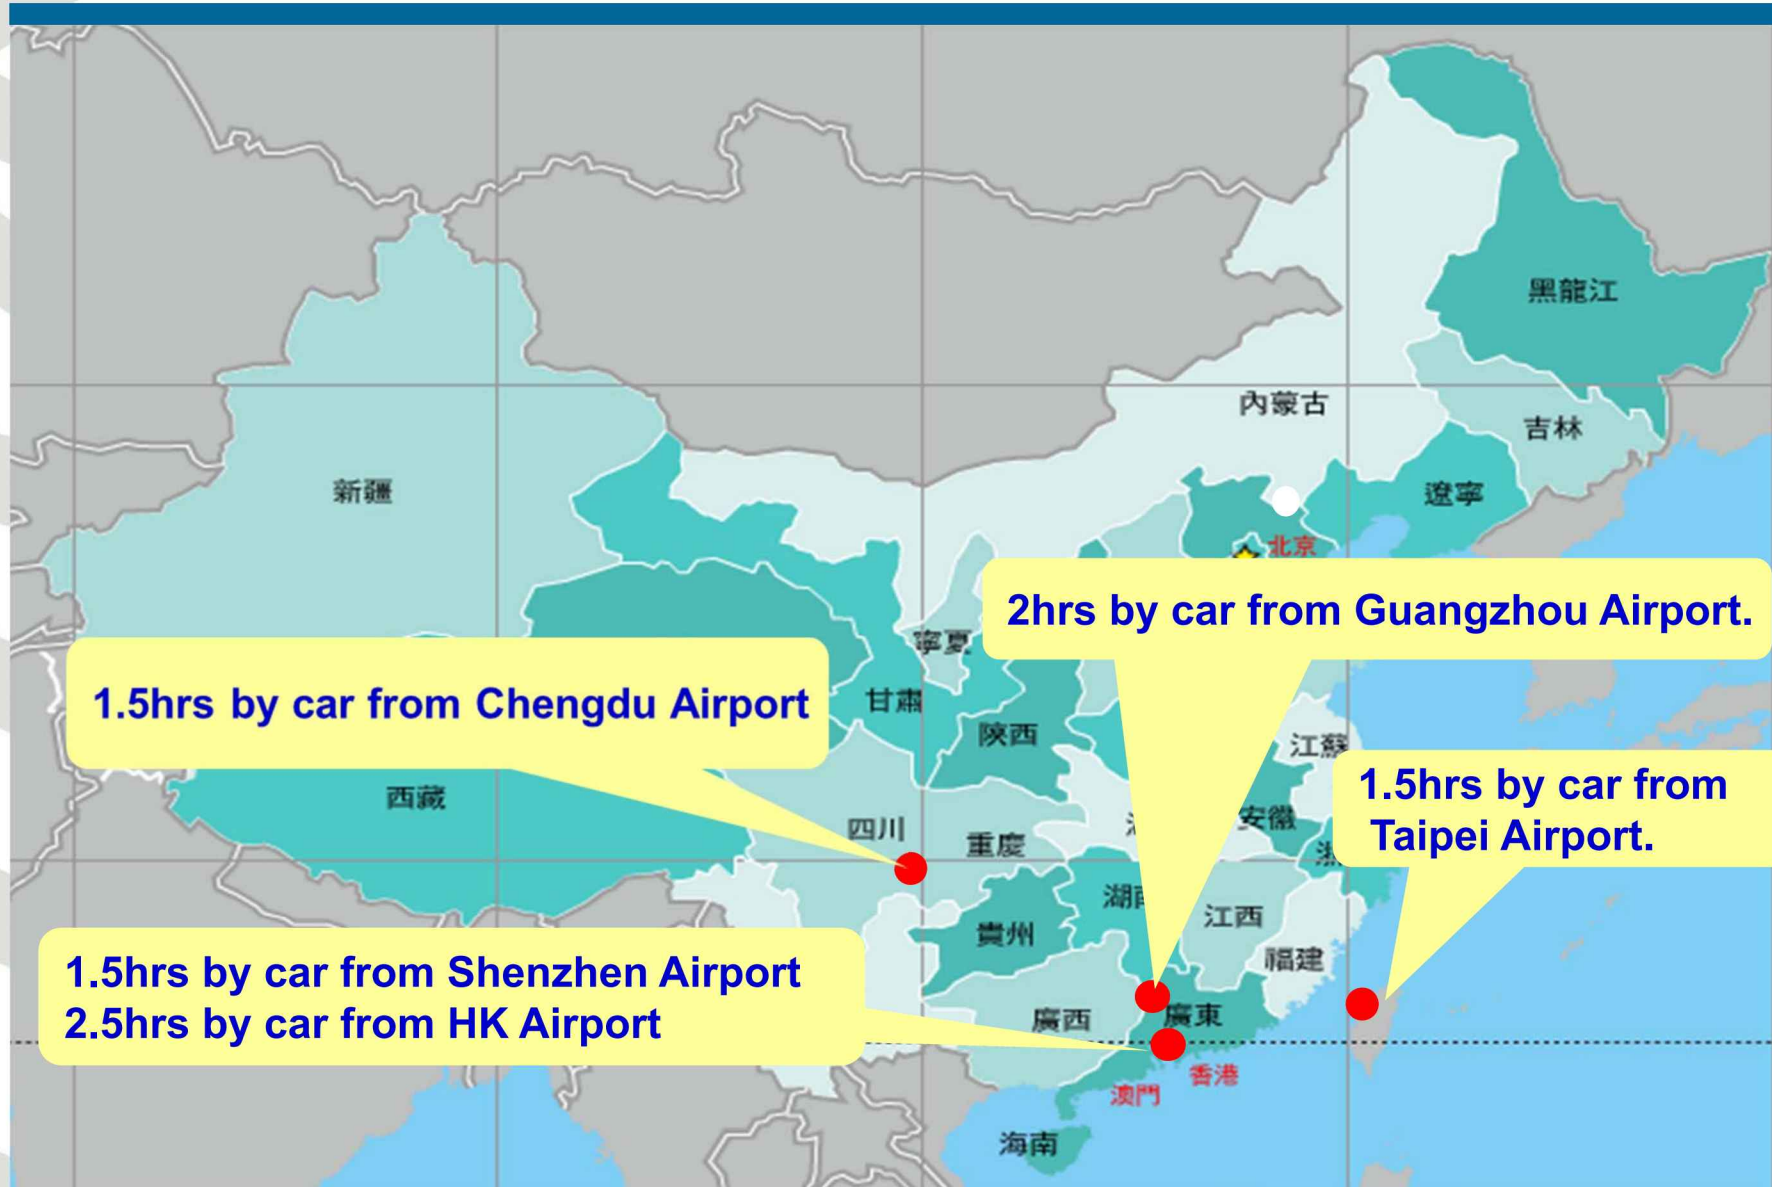 黑龍江
內蒙古
吉林
新疆
遼寧
北京
2hrs by car from Guangzhou Airport.
寧夏
1.5hrs by car from Chengdu Airport
甘肅
陝西
江蘇
1.5hrs by car from
Taipei Airport.
西藏
四川
重慶
安徽
湖南
江西
貴州
福建
1.5hrs by car from Shenzhen Airport
2.5hrs by car from HK Airport
廣西
廣東
香港
澳門
海南